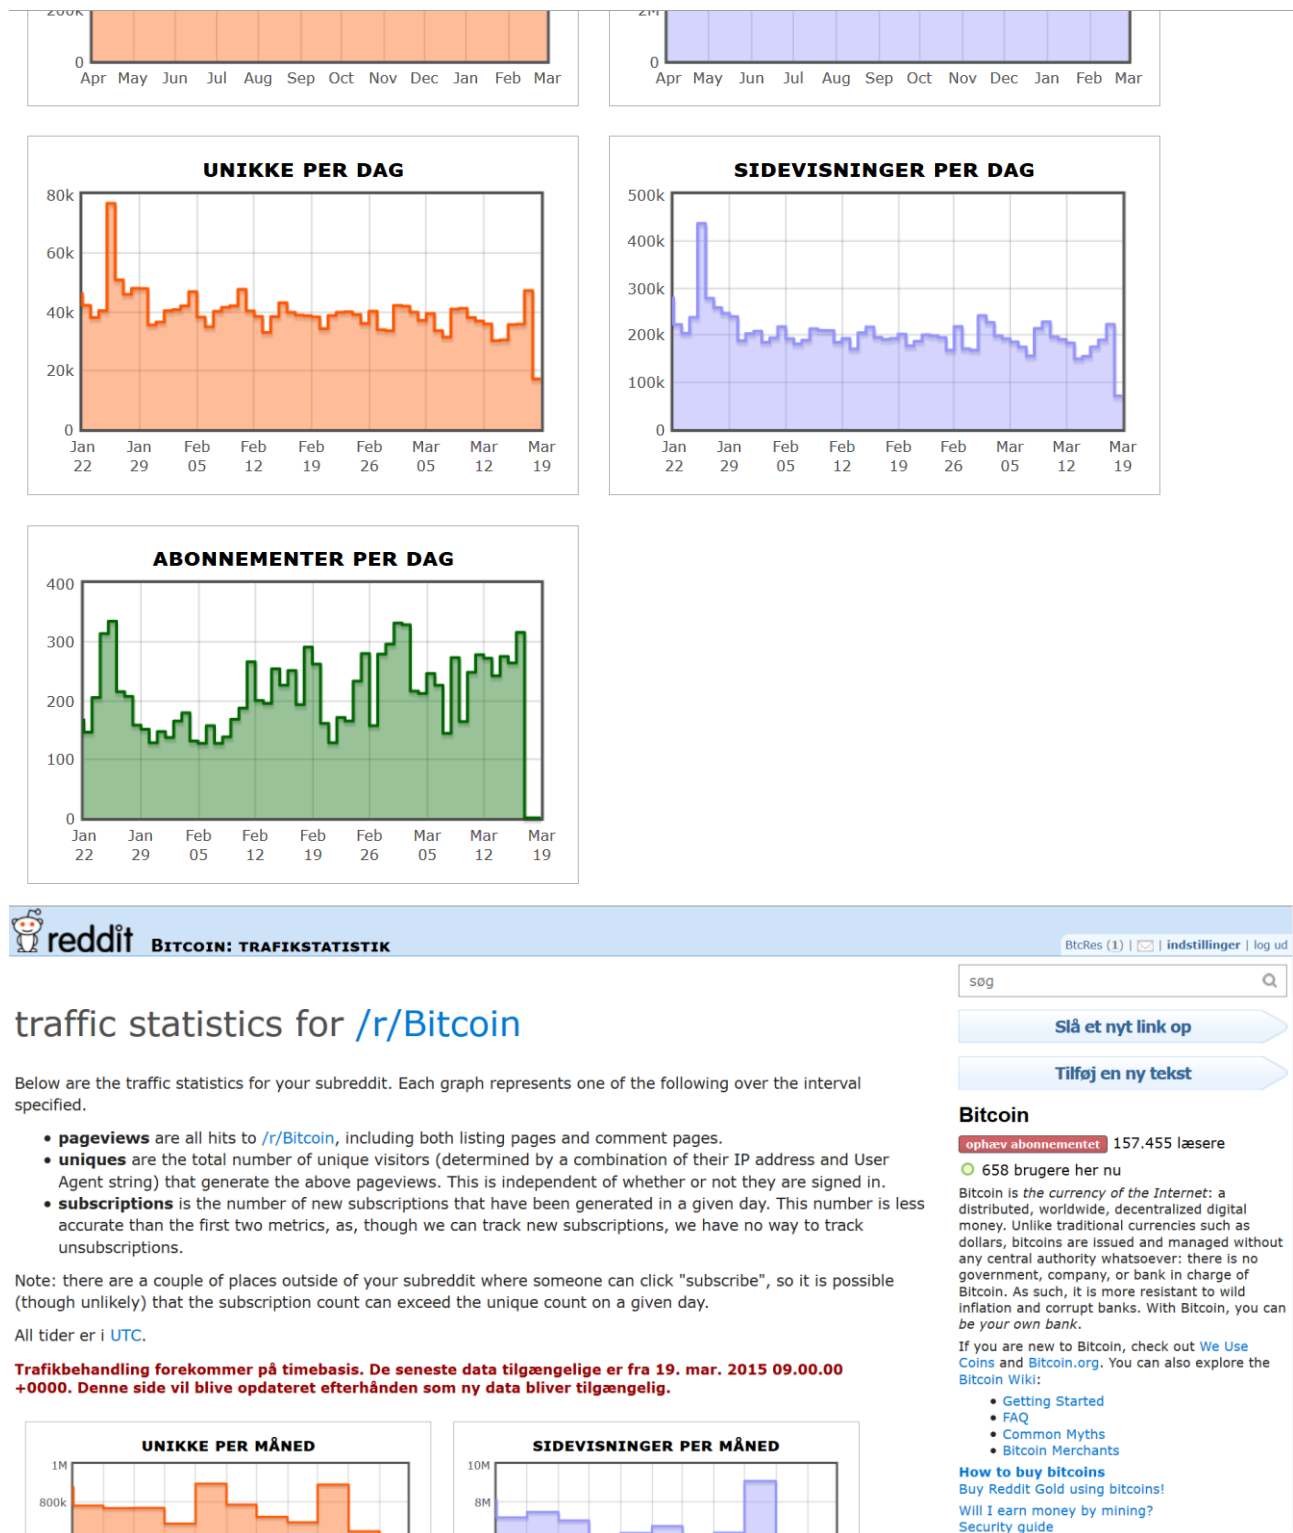 200k
0
Apr May Jun Jul Aug Sep Oct Nov Dec Jan Feb Mar
2M
0
Apr May Jun Jul Aug Sep Oct Nov Dec Jan Feb Mar
UNIKKE PER DAG
80k
60k
40k
20k
0
Jan 22 Jan 29 Feb 05 Feb 12 Feb 19 Feb 26 Mar 05 Mar 12 Mar 19
SIDEVISNINGER PER DAG
500k
400k
300k
200k
100k
0
Jan 22 Jan 29 Feb 05 Feb 12 Feb 19 Feb 26 Mar 05 Mar 12 Mar 19
ABONNEMENTER PER DAG
400
300
200
100
0
Jan 22 Jan 29 Feb 05 Feb 12 Feb 19 Feb 26 Mar 05 Mar 12 Mar 19
reddit BITCOIN: TRAFIKSTATISTIK
BtcRes (1) | | indstillinger | log ud
traffic statistics for /r/Bitcoin
Below are the traffic statistics for your subreddit. Each graph represents one of the following over the interval
specified.
• pageviews are all hits to /r/Bitcoin, including both listing pages and comment pages.
• uniques are the total number of unique visitors (determined by a combination of their IP address and User
Agent string) that generate the above pageviews. This is independent of whether or not they are signed in.
• subscriptions is the number of new subscriptions that have been generated in a given day. This number is less
accurate than the first two metrics, as, though we can track new subscriptions, we have no way to track
unsubscriptions.
Note: there are a couple of places outside of your subreddit where someone can click "subscribe", so it is possible
(though unlikely) that the subscription count can exceed the unique count on a given day.
All tider er i UTC.
Trafikbehandling forekommer på timebasis. De seneste data tilgængelige er fra 19. mar. 2015 09.00.00
+0000. Denne side vil blive opdateret efterhånden som ny data bliver tilgængelig.
UNIKKE PER MÅNED
1M
800k
SIDEVISNINGER PER MÅNED
10M
8M
søg
Slå et nyt link op
Tilføj en ny tekst
Bitcoin
ophæv abonnementet 157.455 læsere
658 brugere her nu
Bitcoin is the currency of the Internet: a
distributed, worldwide, decentralized digital
money. Unlike traditional currencies such as
dollars, bitcoins are issued and managed without
any central authority whatsoever: there is no
government, company, or bank in charge of
Bitcoin. As such, it is more resistant to wild
inflation and corrupt banks. With Bitcoin, you can
be your own bank.
If you are new to Bitcoin, check out We Use
Coins and Bitcoin.org. You can also explore the
Bitcoin Wiki:
• Getting Started
• FAQ
• Common Myths
• Bitcoin Merchants
How to buy bitcoins
Buy Reddit Gold using bitcoins!
Will I earn money by mining?
Security guide